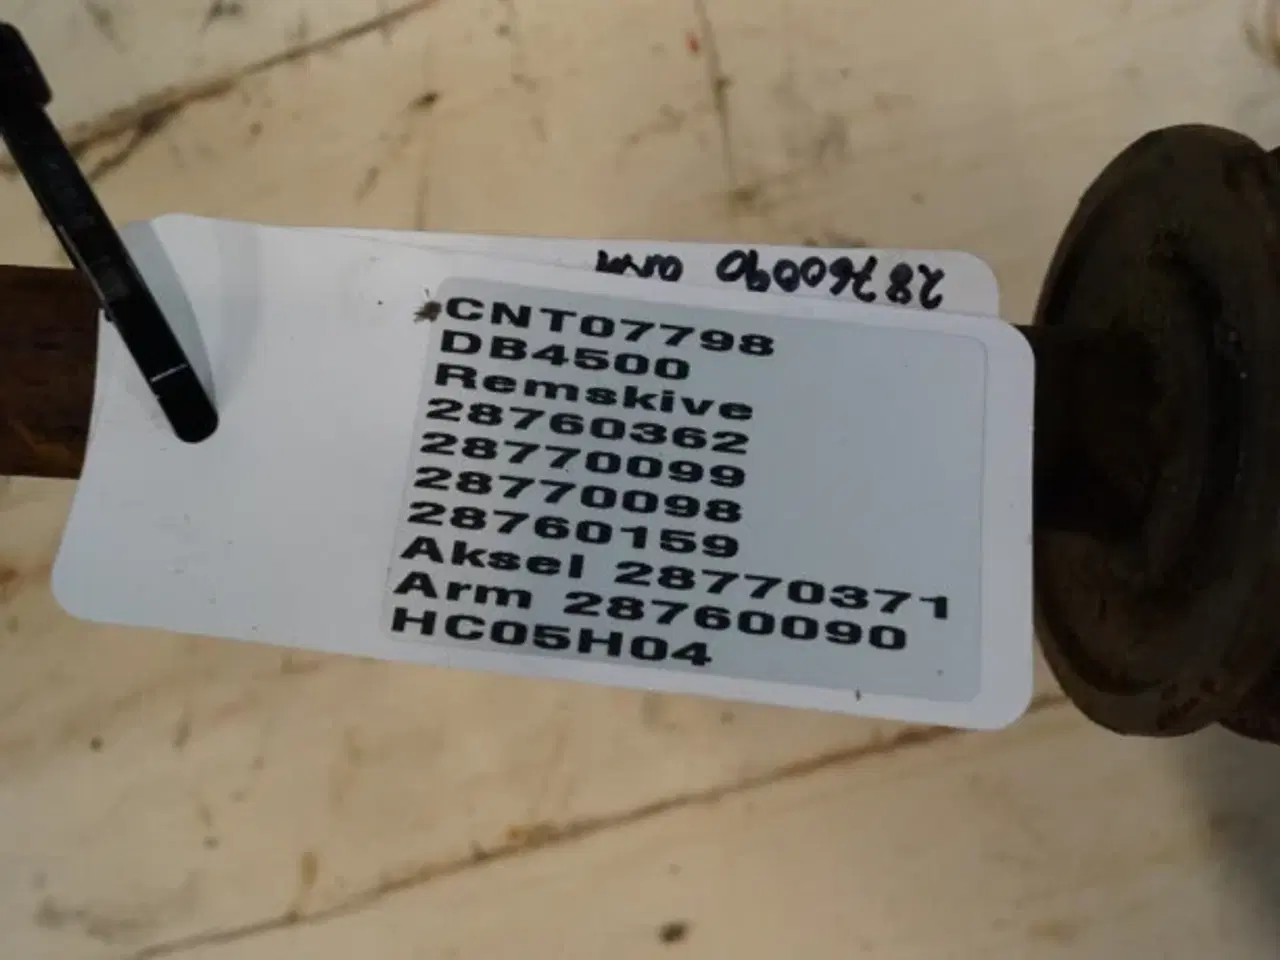 28760090 arm
CNT07798
DB4500
Remskive
28760362
28770099
28770098
28760159
Aksel 28770371
Arm 28760090
HC05H04